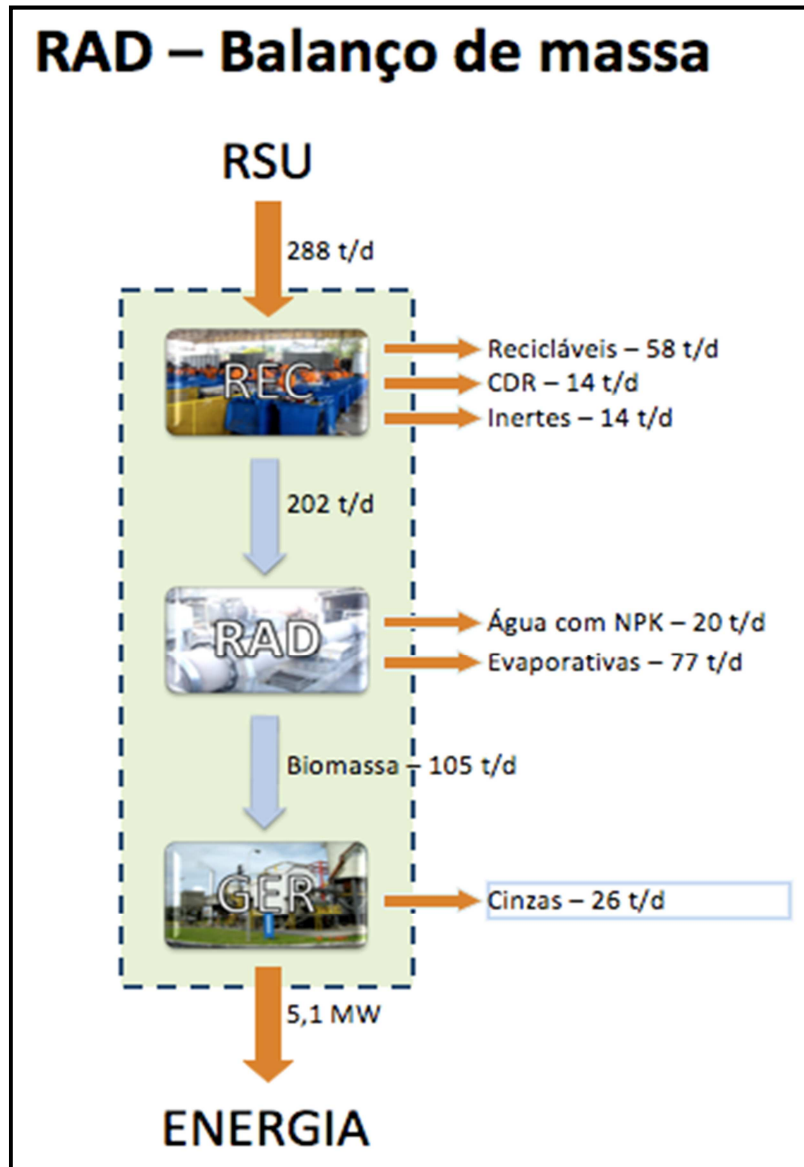 RAD – Balanço de massa
RSU
288 t/d
REC
Recicláveis – 58 t/d
CDR – 14 t/d
Inertes – 14 t/d
202 t/d
RAD
Água com NPK – 20 t/d
Evaporativas – 77 t/d
Biomassa – 105 t/d
GER
Cinzas – 26 t/d
5,1 MW
ENERGIA